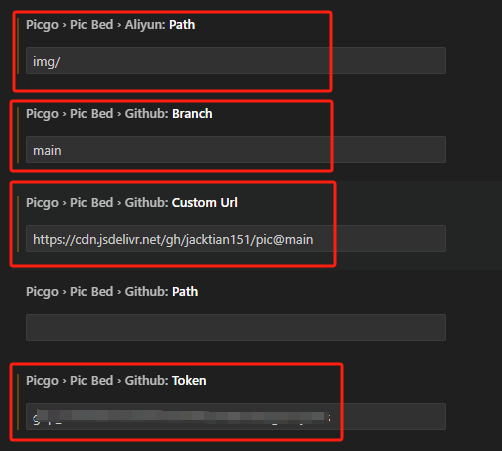 Picgo › Pic Bed › Aliyun: Path
img/
Picgo › Pic Bed › Github: Branch
main
Picgo › Pic Bed › Github: Custom Url
https://cdn.jsdelivr.net/gh/jacktian151/pic@main
Picgo › Pic Bed › Github: Path
Picgo › Pic Bed › Github: Token